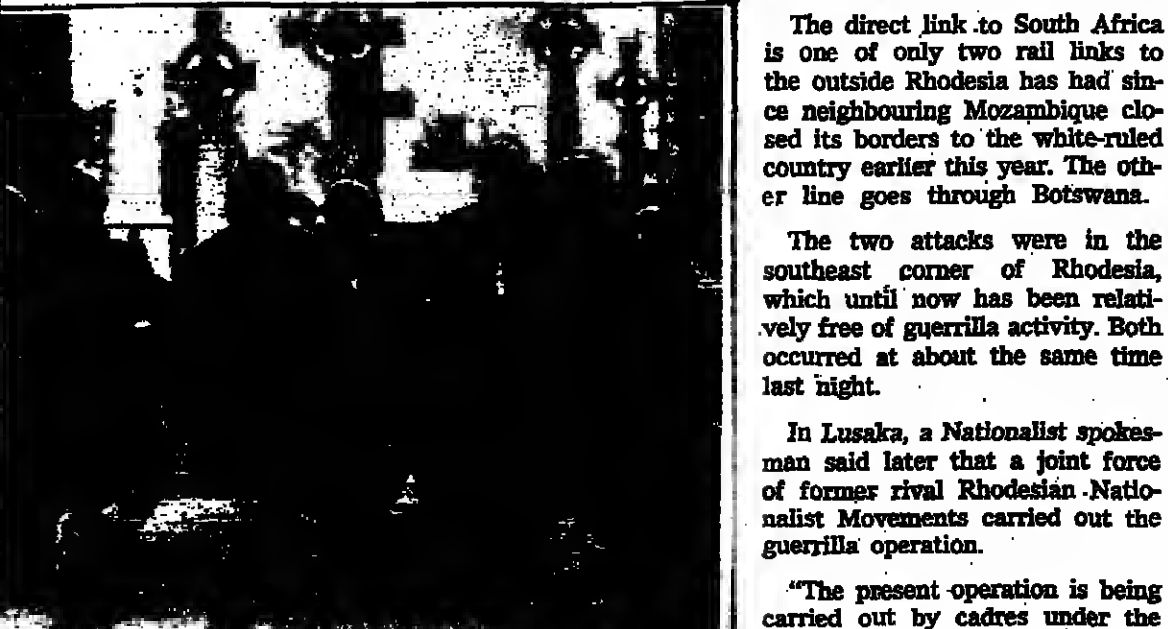 The direct link to South Africa
is one of only two rail links to
the outside Rhodesia has had sin-
ce neighbouring Mozambique clo-
sed its borders to the white-ruled
country earlier this year. The oth-
er line goes through Botswana.
The two attacks were in the
southeast corner of Rhodesia,
which until now has been relati-
vely free of guerrilla activity. Both
occurred at about the same time
last night.
In Lusaka, a Nationalist spokes-
man said later that a joint force
of former rival Rhodesian Natio-
nalist Movements carried out the
guerrilla operation.
"The present operation is being
carried out by cadres under the